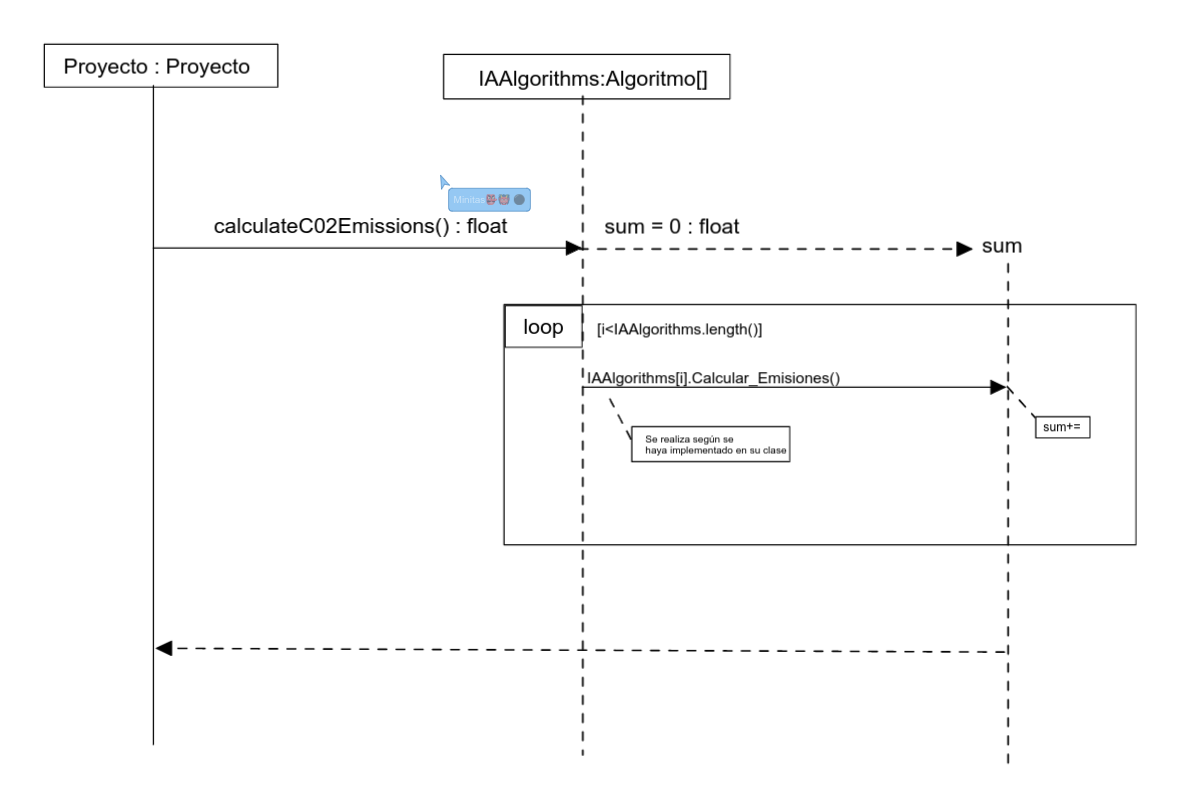 Proyecto : Proyecto
IAAlgorithms:Algoritmo[]
Minifas
calculateC02Emissions() : float
sum = 0 : float
sum
loop
[i<IAAlgorithms.length()]
IAAlgorithms[i].Calcular_Emisiones()
sum+=
Se realiza según se
haya implementado en su clase